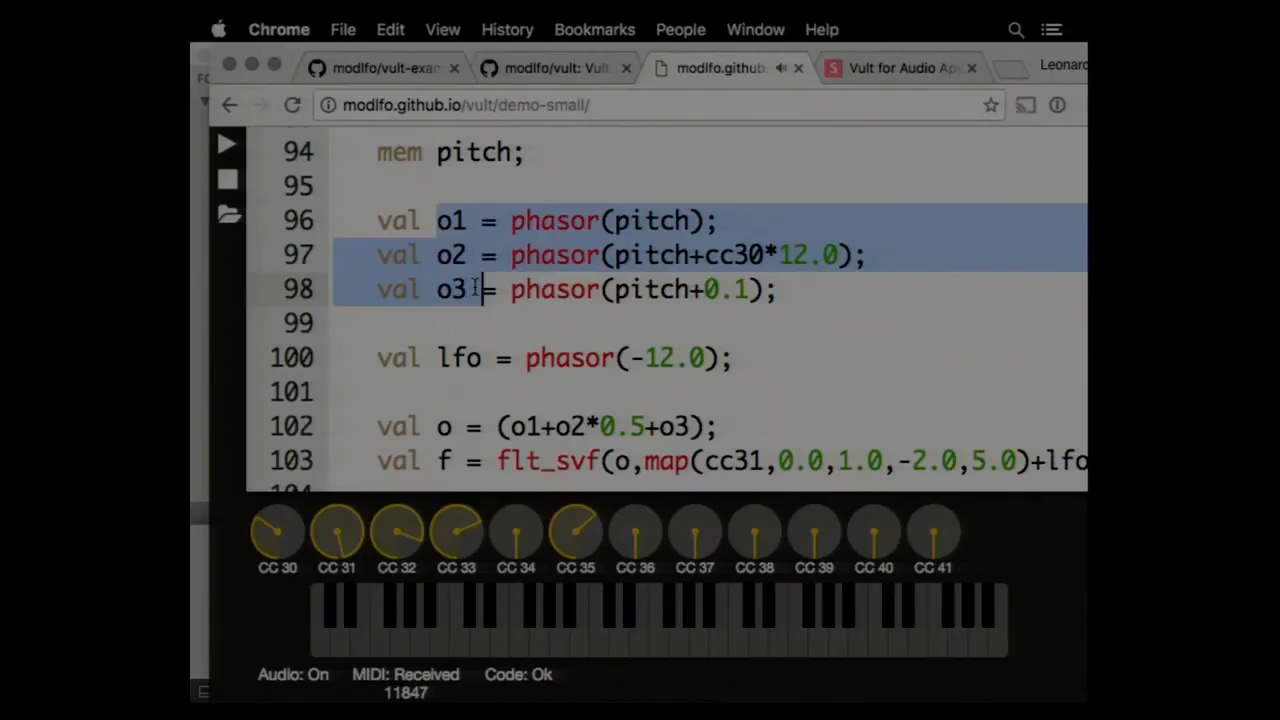 Chrome File Edit View History Bookmarks People Window Help
modlfo/vult-exam
modlfo/vult: Vult
modlfo.github.
Vult for Audio Ap
Leonard
modlfo.github.io/vult/demo-small/
94 mem pitch;
95
96 val o1 = phasor(pitch);
97 val o2 = phasor(pitch+cc30*12.0);
98 val o3 = phasor(pitch+0.1);
99
100 val lfo = phasor(-12.0);
101
102 val o = (o1+o2*0.5+o3);
103 val f = flt_svf(o,map(cc31,0.0,1.0,-2.0,5.0)+lfo
CC 30 CC 31 CC 32 CC 33 CC 34 CC 35 CC 36 CC 37 CC 38 CC 39 CC 40 CC 41
Audio: On MIDI: Received Code: Ok
11847